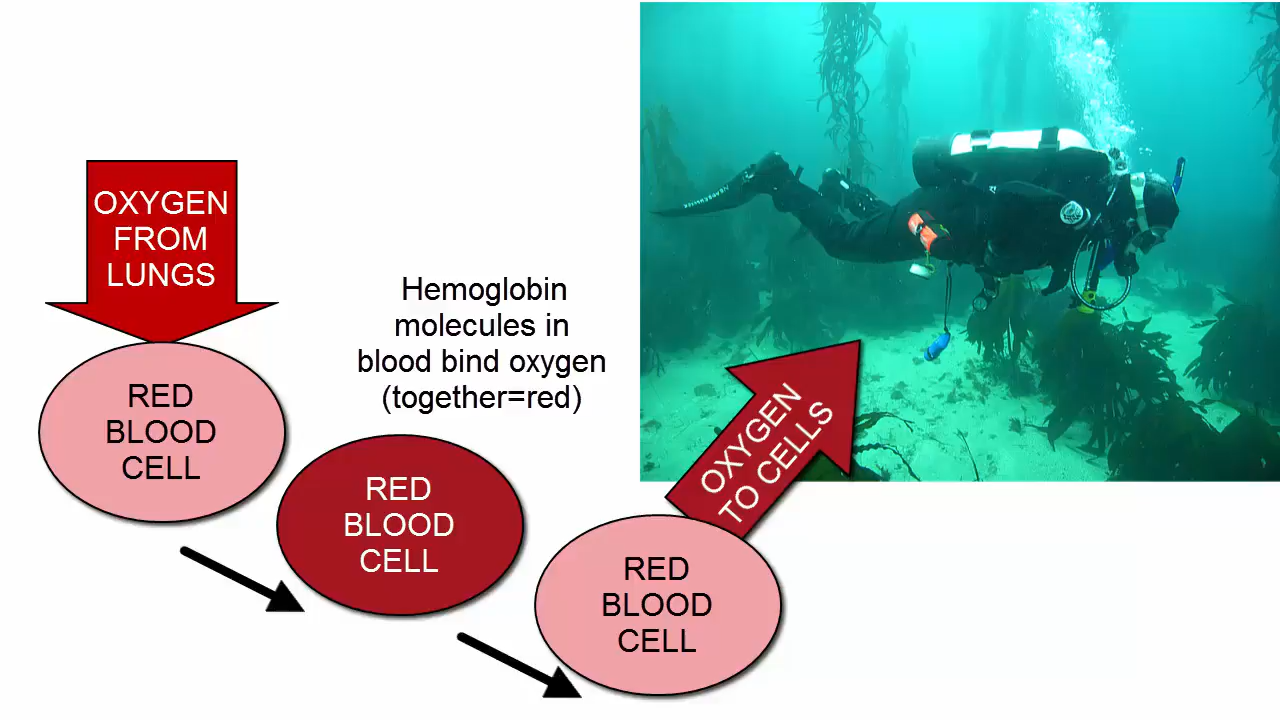 OXYGEN
FROM
LUNGS
RED
BLOOD
CELL
Hemoglobin
molecules in
blood bind oxygen
(together=red)
RED
BLOOD
CELL
RED
BLOOD
CELL
OXYGEN
TO CELLS